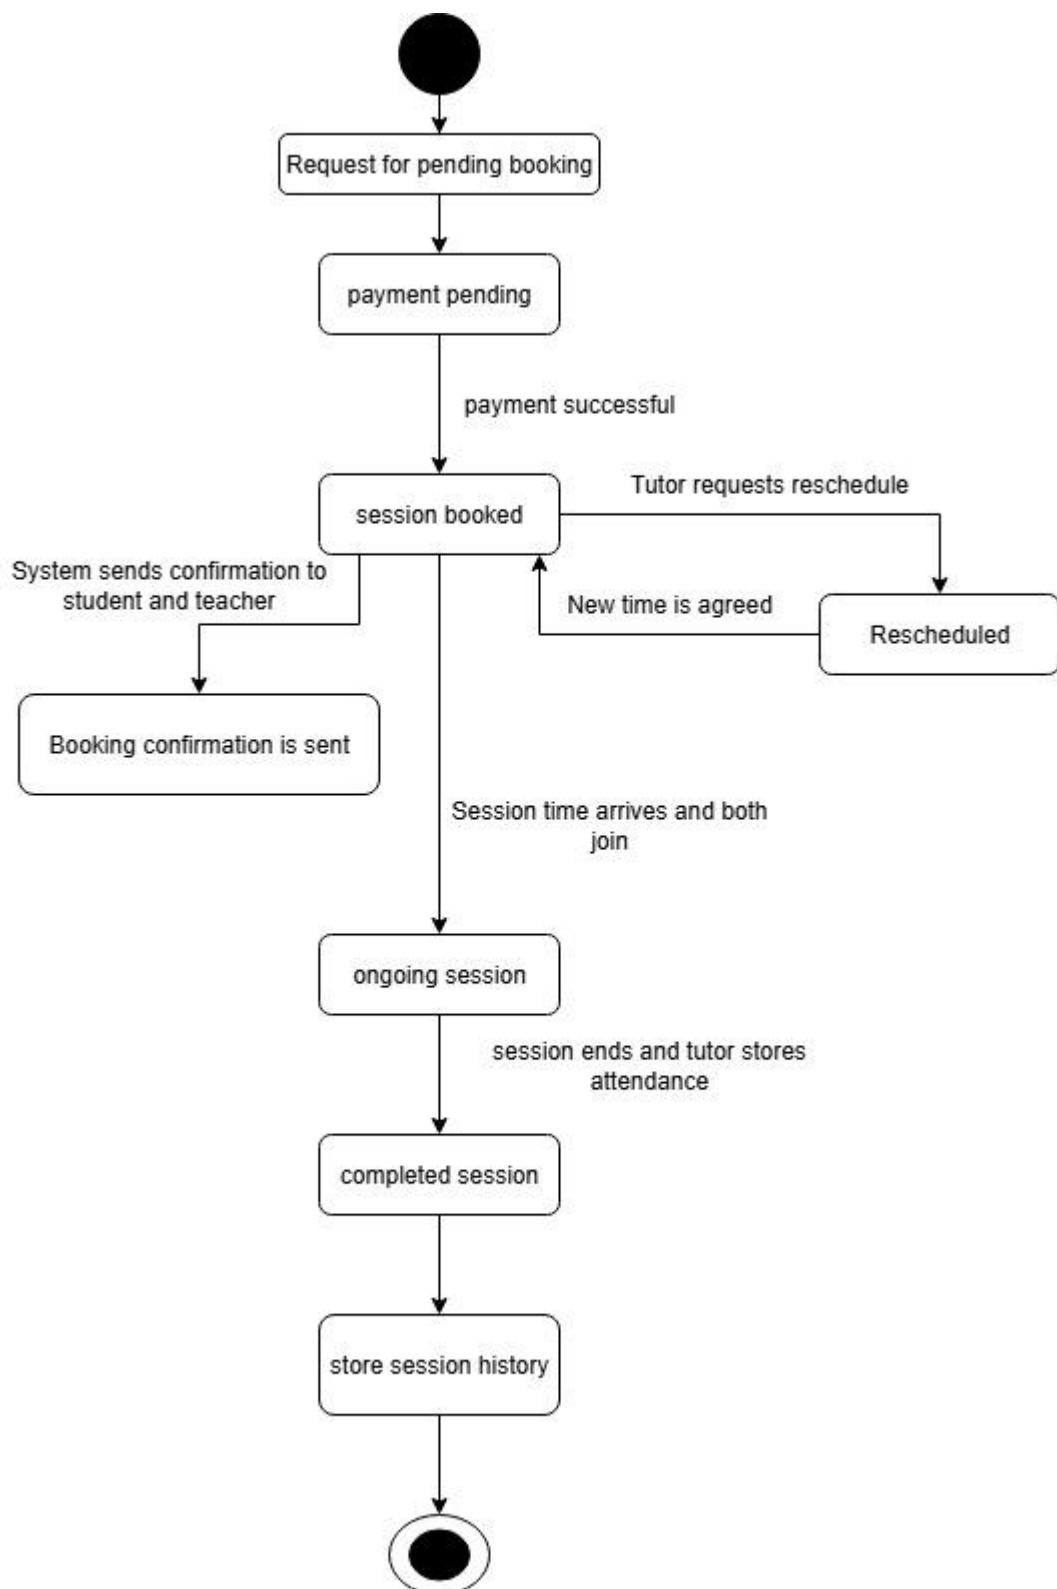 Request for pending booking
payment pending
payment successful
session booked
Tutor requests reschedule
System sends confirmation to
student and teacher
New time is agreed
Rescheduled
Booking confirmation is sent
Session time arrives and both
join
ongoing session
session ends and tutor stores
attendance
completed session
store session history